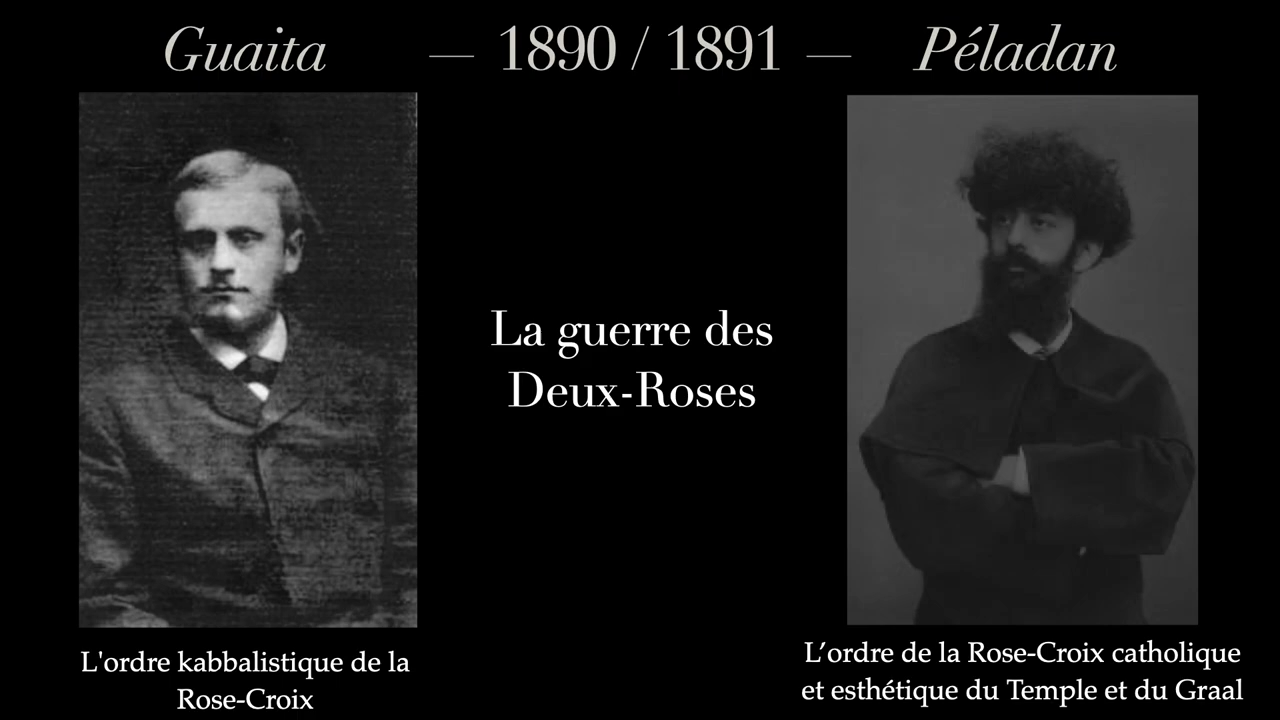 Guaita — 1890 / 1891 — Péladan
La guerre des
Deux-Roses
L'ordre kabbalistique de la
Rose-Croix
L’ordre de la Rose-Croix catholique
et esthétique du Temple et du Graal